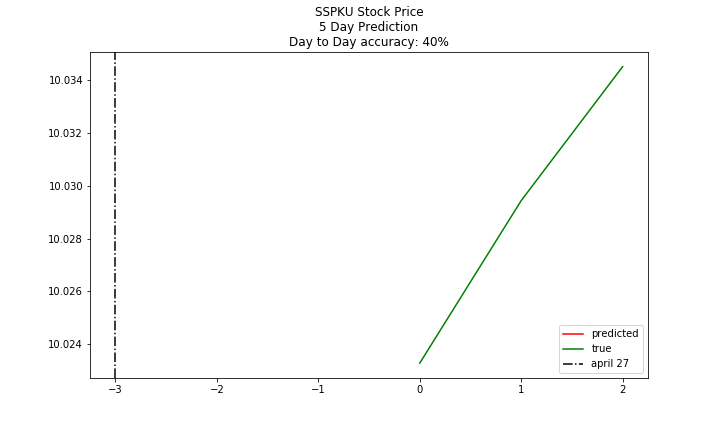 SSPKU Stock Price
5 Day Prediction
Day to Day accuracy: 40%
10.034
10.032
10.030
10.028
10.026
10.024
−3
−2
−1
0
1
2
predicted
true
april 27